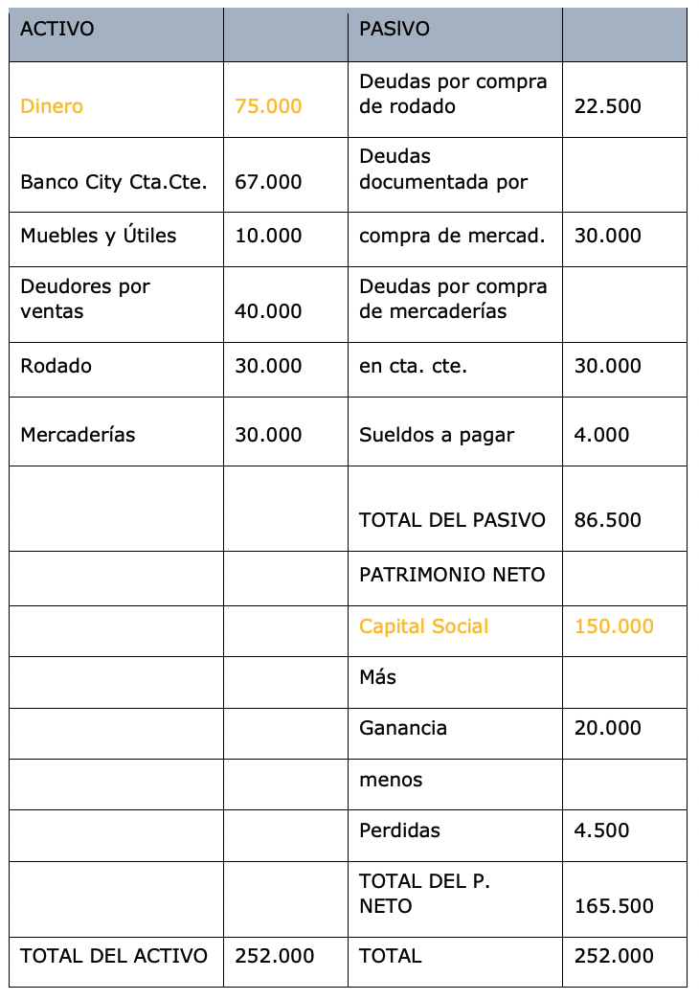 ACTIVO PASIVO
Dinero 75.000 Deudas por compra
de rodado 22.500
Banco City Cta.Cte. 67.000 Deudas
documentada por
Muebles y Útiles 10.000 compra de mercad. 30.000
Deudores por
ventas 40.000 Deudas por compra
de mercaderías
Rodado 30.000 en cta. cte. 30.000
Mercaderías 30.000 Sueldos a pagar 4.000
TOTAL DEL PASIVO 86.500
PATRIMONIO NETO
Capital Social 150.000
Más
Ganancia 20.000
menos
Perdidas 4.500
TOTAL DEL P.
NETO 165.500
TOTAL DEL ACTIVO 252.000 TOTAL 252.000